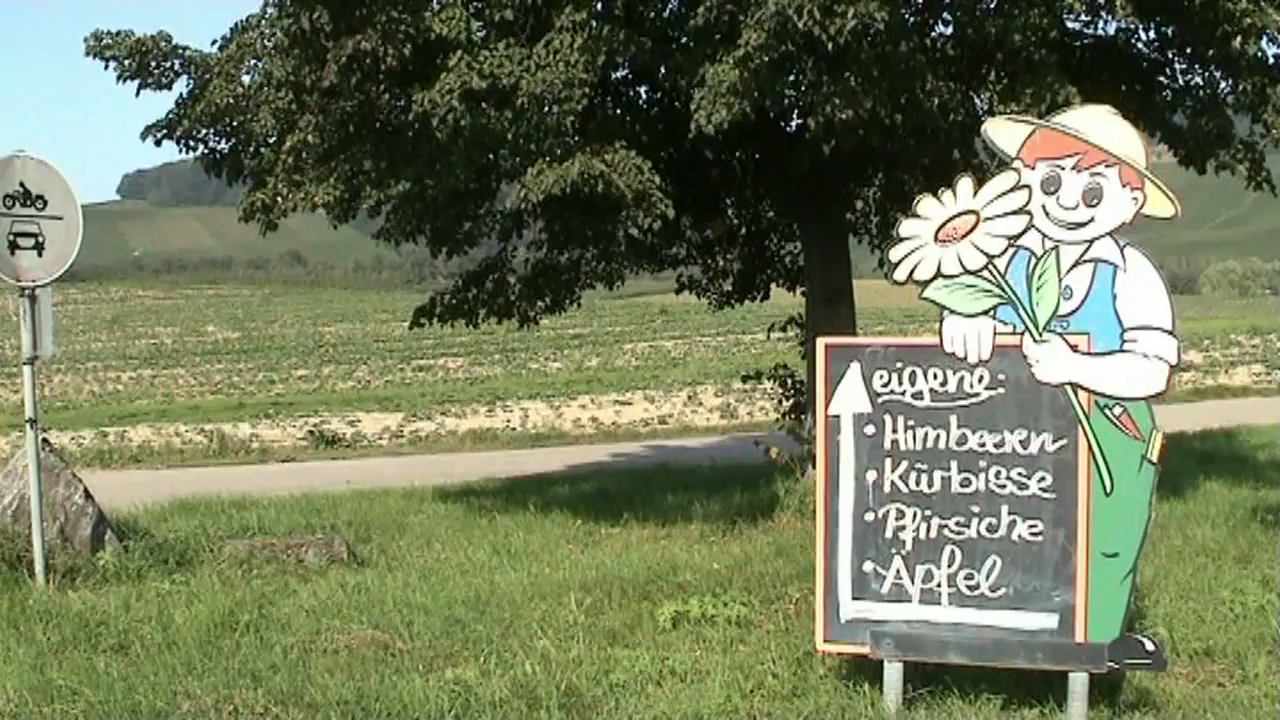 eigene:
• Himbeeren
• Kürbisse
• Pfirsiche
• Äpfel